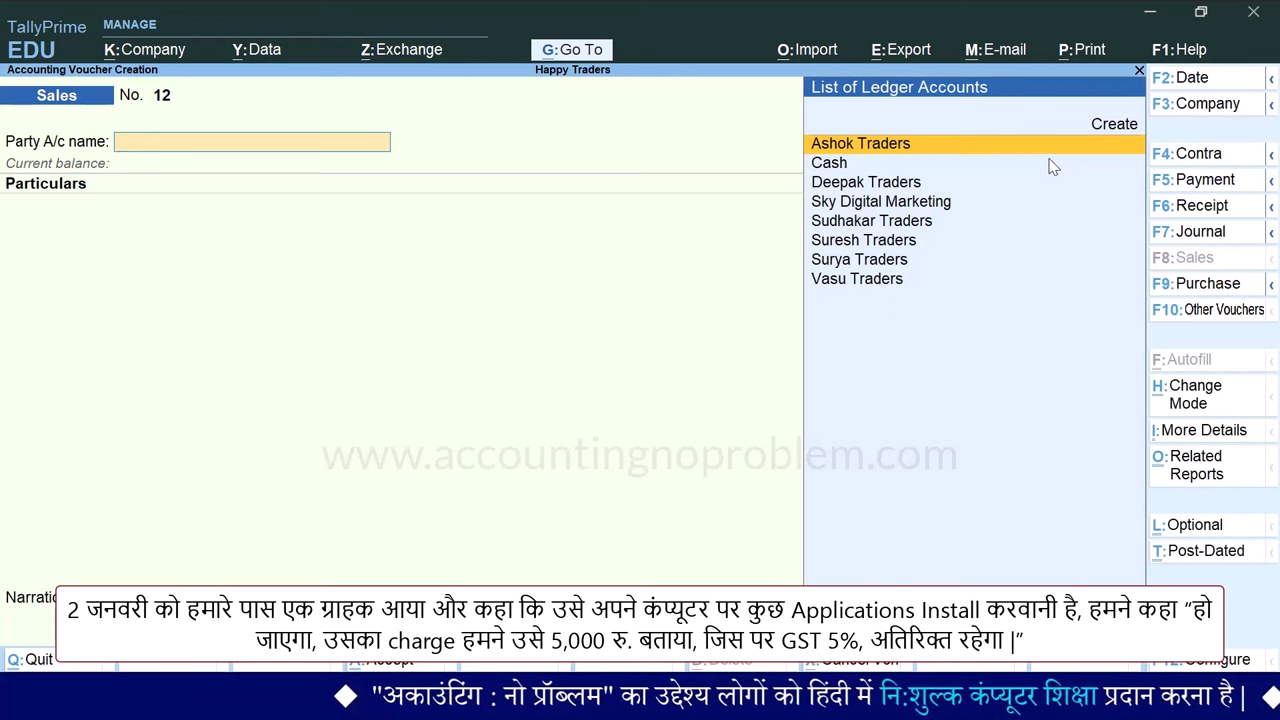 TallyPrime
EDU
MANAGE
K:Company Y:Data Z:Exchange G:Go To O:Import E:Export M:E-mail P:Print F1:Help
Accounting Voucher Creation Happy Traders
Sales No. 12
Party A/c name:
Current balance:
Particulars
List of Ledger Accounts
Create
Ashok Traders
Cash
Deepak Traders
Sky Digital Marketing
Sudhakar Traders
Suresh Traders
Surya Traders
Vasu Traders
F2:Date
F3:Company
F4:Contra
F5:Payment
F6:Receipt
F7:Journal
F8:Sales
F9:Purchase
F10:Other Vouchers
F:Autofill
H:Change
Mode
I:More Details
O:Related
Reports
L:Optional
T:Post-Dated
www.accountingnoproblem.com
2 जनवरी को हमारे पास एक ग्राहक आया और कहा कि उसे अपने कंप्यूटर पर कुछ Applications Install करवानी है, हमने कहा “हो
जाएगा, उसका charge हमने उसे 5,000 रु. बताया, जिस पर GST 5%, अतिरिक्त रहेगा |”
Q:Quit
"अकाउंटिंग : नो प्रॉब्लम" का उद्देश्य लोगों को हिंदी में नि:शुल्क कंप्यूटर शिक्षा प्रदान करना है |